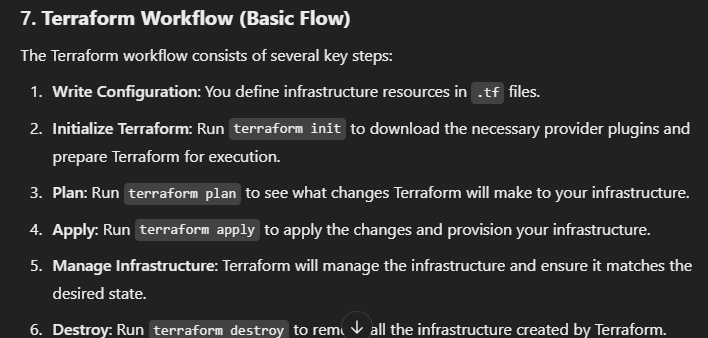 7. Terraform Workflow (Basic Flow)
The Terraform workflow consists of several key steps:
1. Write Configuration: You define infrastructure resources in .tf files.
2. Initialize Terraform: Run terraform init to download the necessary provider plugins and
prepare Terraform for execution.
3. Plan: Run terraform plan to see what changes Terraform will make to your infrastructure.
4. Apply: Run terraform apply to apply the changes and provision your infrastructure.
5. Manage Infrastructure: Terraform will manage the infrastructure and ensure it matches the
desired state.
6. Destroy: Run terraform destroy to all the infrastructure created by Terraform.